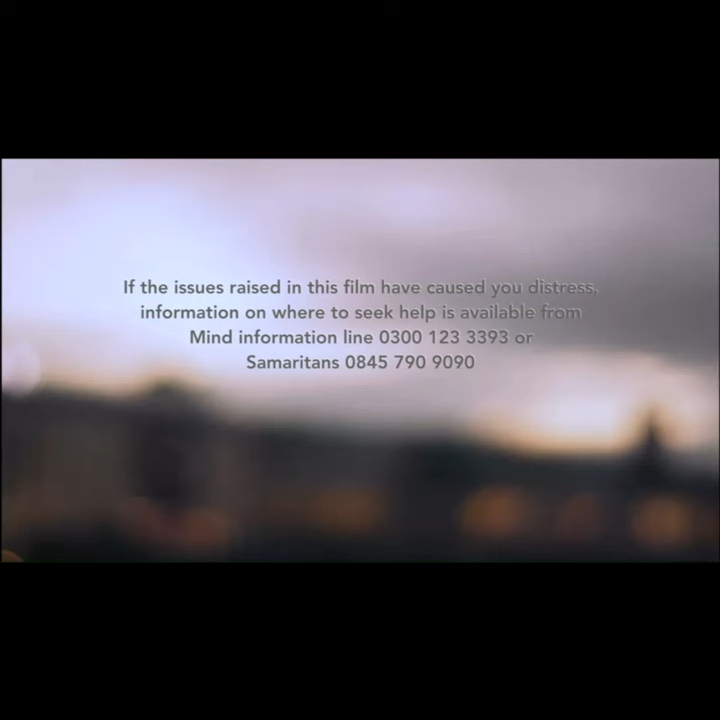 If the issues raised in this film have caused you distress,
information on where to seek help is available from
Mind information line 0300 123 3393 or
Samaritans 0845 790 9090